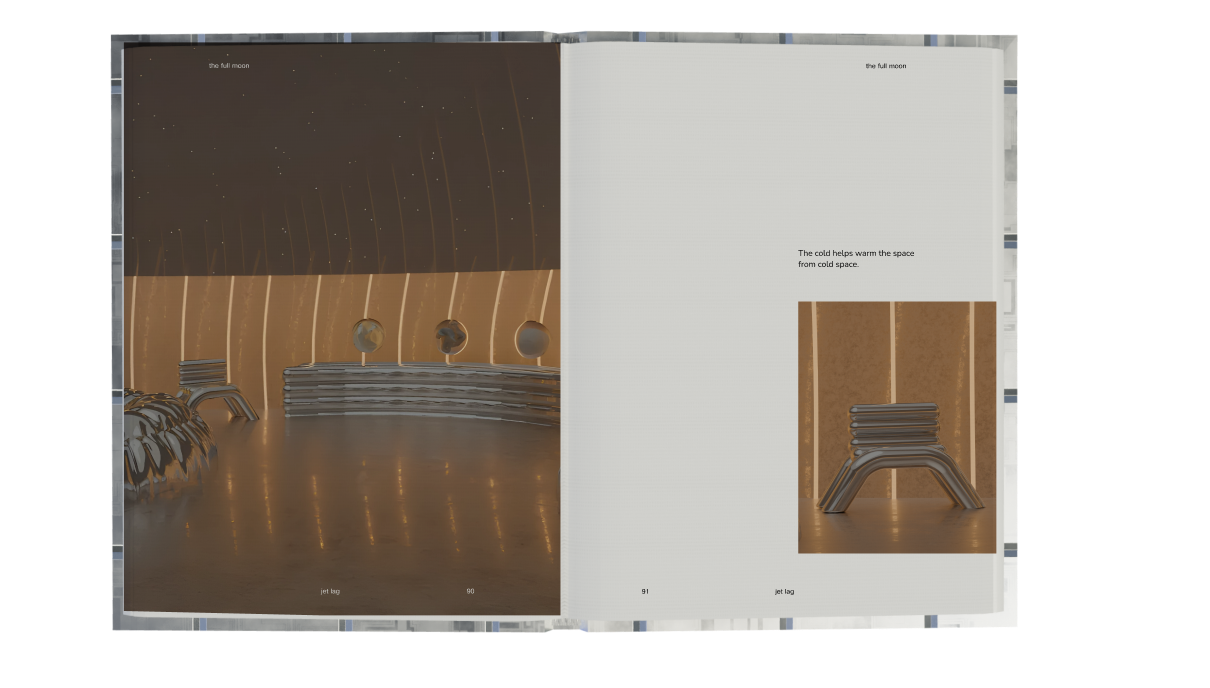 the full moon
jet lag
90
the full moon
The cold helps warm the space
from cold space.
91
jet lag